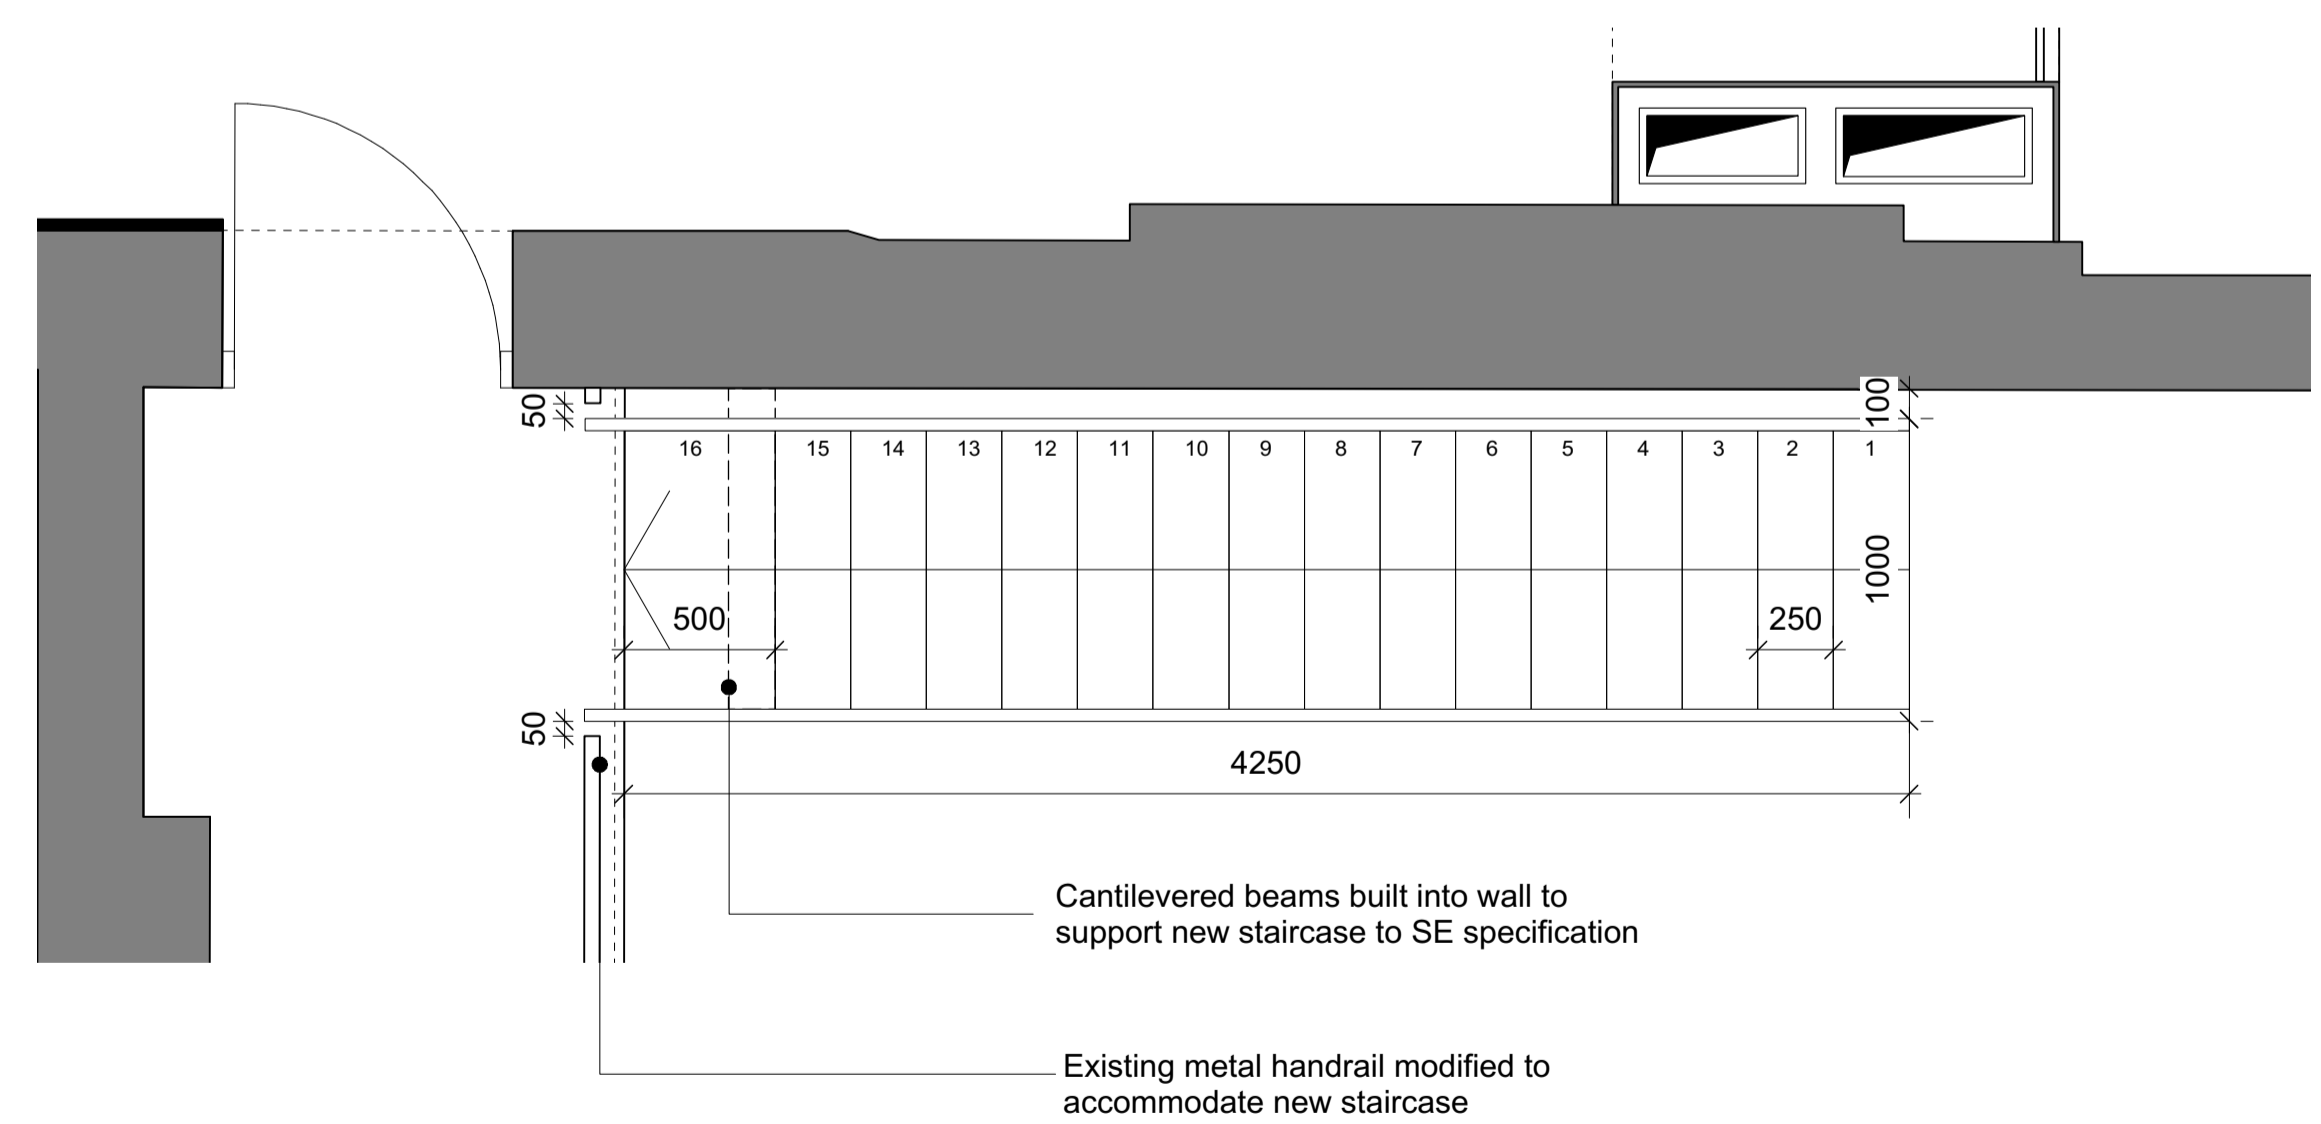 50
100
16 15 14 13 12 11 10 9 8 7 6 5 4 3 2 1
1000
500
250
50
4250
Cantilevered beams built into wall to
support new staircase to SE specification
Existing metal handrail modified to
accommodate new staircase